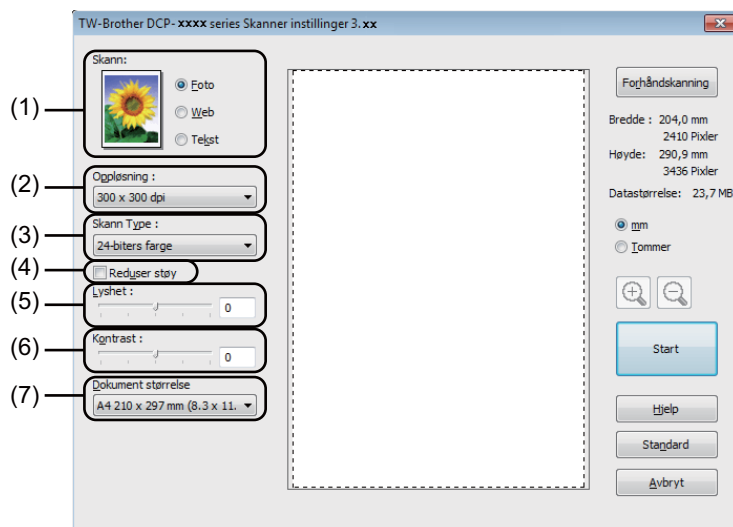 TW-Brother DCP- xxxx series Skanner instillinger 3. xx
(1)
Skann:
Foto
Web
Tekst
(2)
Oppløsning :
300 x 300 dpi
(3)
Skann Type :
24-biters farge
(4)
Reduser støy
(5)
Lyshet :
0
(6)
Kontrast :
0
(7)
Dokument størrelse
A4 210 x 297 mm (8.3 x 11.
Forhåndskanning
Bredde : 204,0 mm
2410 Pixler
Høyde: 290,9 mm
3436 Pixler
Datastørrelse: 23,7 MB
mm
Tommer
Start
Hjelp
Standard
Avbryt